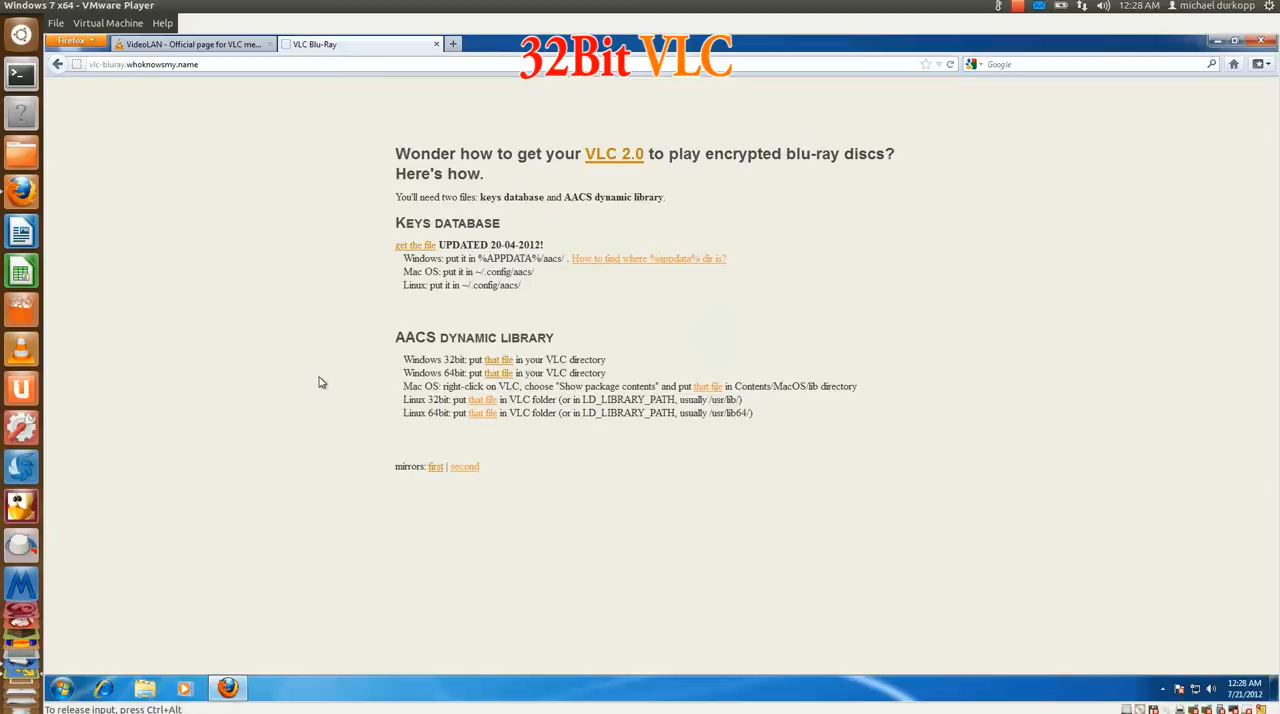 Windows 7 x64 - VMware Player
12:28 AM
michael durkopp
File Virtual Machine Help
Firefox
VideoLAN - Official page for VLC me...
VLC Blu-Ray
32Bit VLC
vlc-bluray.whoknowsmy.name
Google
Wonder how to get your VLC 2.0 to play encrypted blu-ray discs?
Here's how.
You'll need two files: keys database and AACS dynamic library.
KEYS DATABASE
get the file UPDATED 20-04-2012!
Windows: put it in %APPDATA%/aacs/ . How to find where %appdata% dir is?
Mac OS: put it in ~/.config/aacs/
Linux: put it in ~/.config/aacs/
AACS DYNAMIC LIBRARY
Windows 32bit: put that file in your VLC directory
Windows 64bit: put that file in your VLC directory
Mac OS: right-click on VLC, choose "Show package contents" and put that file in Contents/MacOS/lib directory
Linux 32bit: put that file in VLC folder (or in LD_LIBRARY_PATH, usually /usr/lib/)
Linux 64bit: put that file in VLC folder (or in LD_LIBRARY_PATH, usually /usr/lib64/)
mirrors: first | second
12:28 AM
7/21/2012
To release input, press Ctrl+Alt